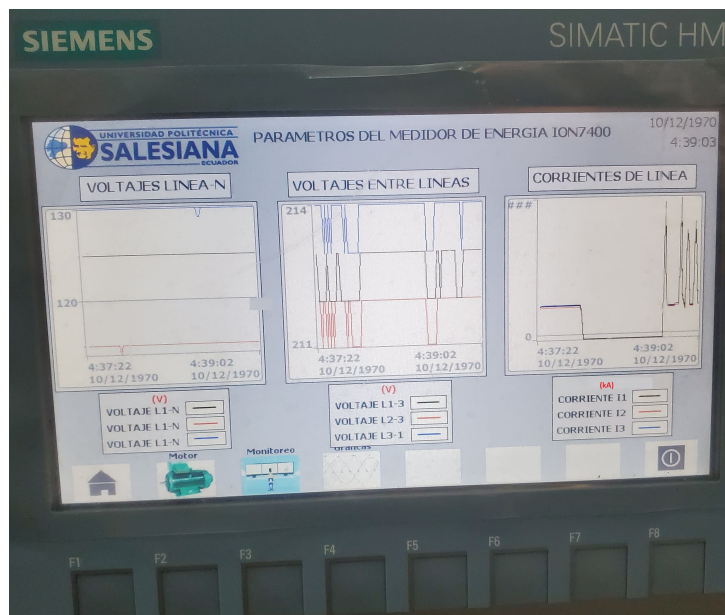 SIEMENS
SIMATIC HM
UNIVERSIDAD POLITÉCNICA
SALESIANA
ECUADOR
PARAMETROS DEL MEDIDOR DE ENERGIA ION7400
10/12/1970
4:39:03
VOLTAJES LINEA-N
VOLTAJES ENTRE LINEAS
CORRIENTES DE LINEA
130
120
4:37:22
4:39:02
10/12/1970
10/12/1970
214
211
4:37:22
4:39:02
10/12/1970
10/12/1970
###
0
4:37:22
4:39:02
10/12/1970
10/12/1970
(V)
VOLTAJE L1-N
VOLTAJE L1-N
VOLTAJE L1-N
(V)
VOLTAJE L1-3
VOLTAJE L2-3
VOLTAJE L3-1
(kA)
CORRIENTE I1
CORRIENTE I2
CORRIENTE I3
Motor
Monitoreo
Graficas
F1
F2
F3
F4
F5
F6
F7
F8